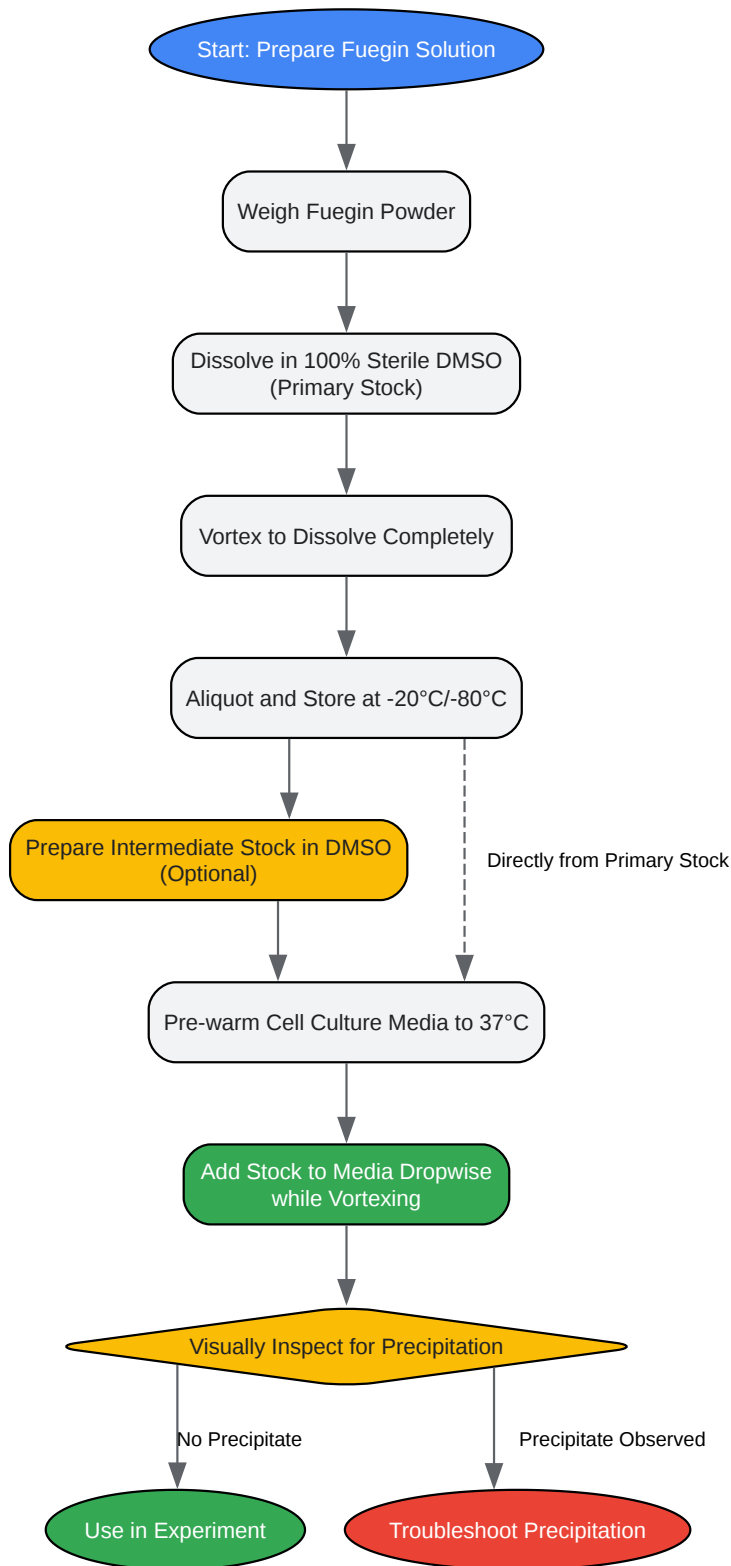 Start: Prepare Fuegin Solution
Weigh Fuegin Powder
Dissolve in 100% Sterile DMSO
(Primary Stock)
Vortex to Dissolve Completely
Aliquot and Store at -20°C/-80°C
Prepare Intermediate Stock in DMSO
(Optional)
Directly from Primary Stock
Pre-warm Cell Culture Media to 37°C
Add Stock to Media Dropwise
while Vortexing
Visually Inspect for Precipitation
No Precipitate
Precipitate Observed
Use in Experiment
Troubleshoot Precipitation